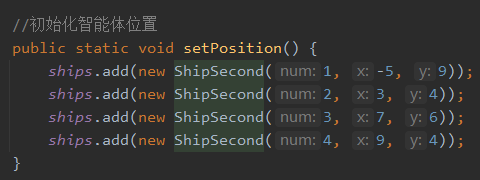 //初始化智能体位置
public static void setPosition() {
ships.add(new ShipSecond( num: 1, x: -5, y: 9));
ships.add(new ShipSecond( num: 2, x: 3, y: 4));
ships.add(new ShipSecond( num: 3, x: 7, y: 6));
ships.add(new ShipSecond( num: 4, x: 9, y: 4));
}